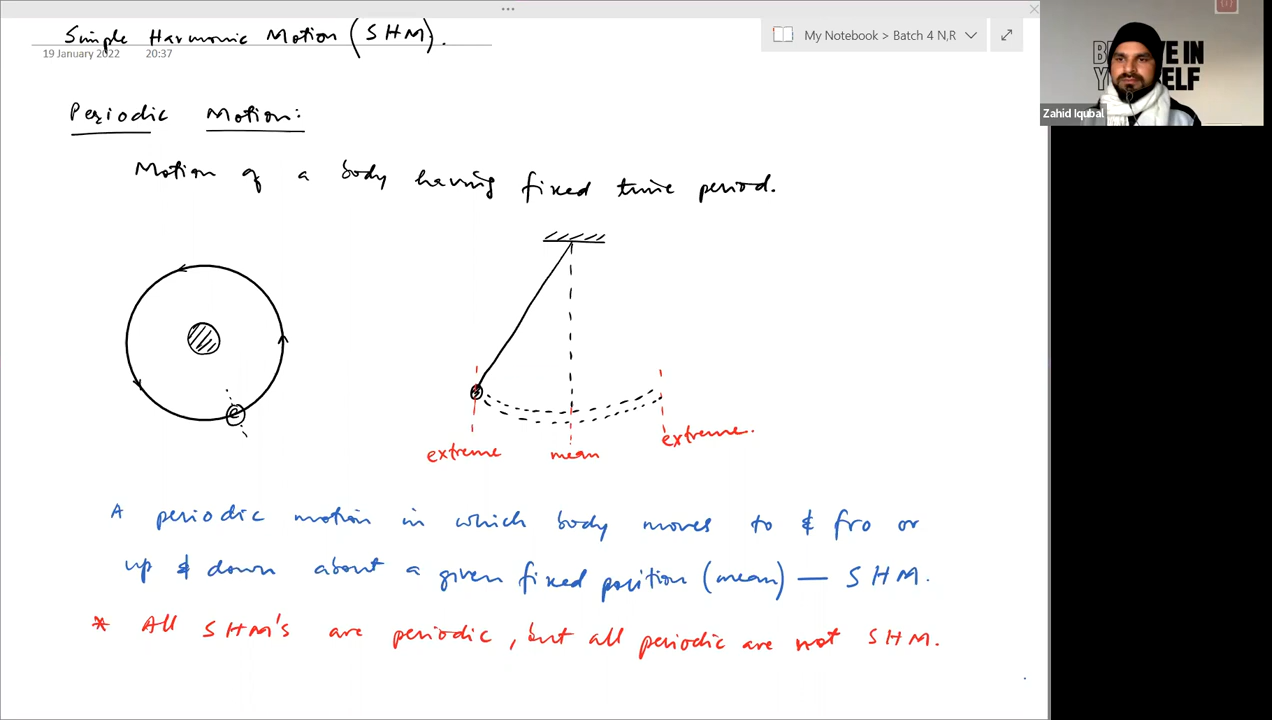 Simple Harmonic Motion (SHM).
19 January 2022 20:37
My Notebook > Batch 4 N,R
Zahid Iqubal
Periodic Motion:
Motion of a body having fixed time period.
extreme mean extreme.
A periodic motion in which body moves to & fro or
up & down about a given fixed position (mean) — SHM.
* All SHM's are periodic, but all periodic are not SHM.